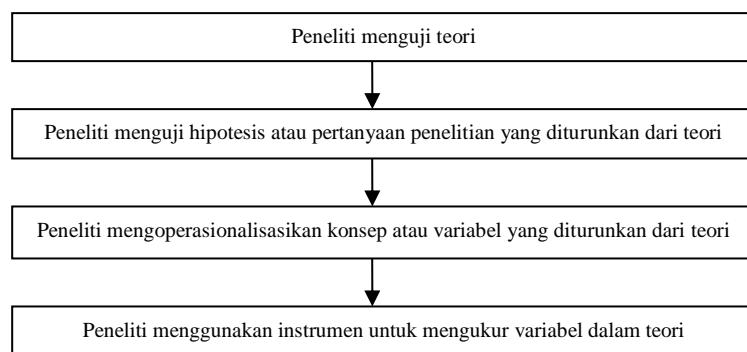 Peneliti menguji teori
Peneliti menguji hipotesis atau pertanyaan penelitian yang diturunkan dari teori
Peneliti mengoperasionalisasikan konsep atau variabel yang diturunkan dari teori
Peneliti menggunakan instrumen untuk mengukur variabel dalam teori